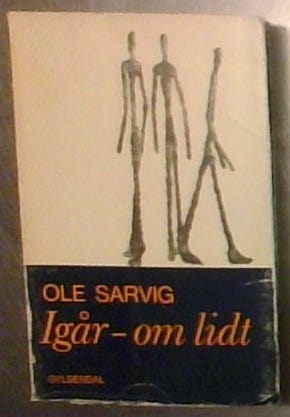 OLE SARVIG
Igår – om lidt
GYLDENDAL